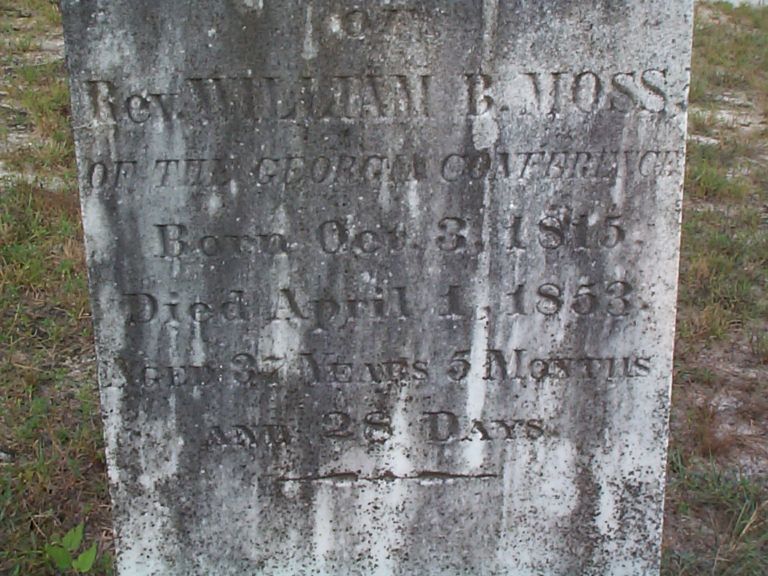 OF
Rev. WILLIAM B. MOSS.
OF THE GEORGIA CONFERENCE
Born Oct. 3, 1815.
Died April 1, 1853.
AGED 37 YEARS 5 MONTHS
AND 28 DAYS